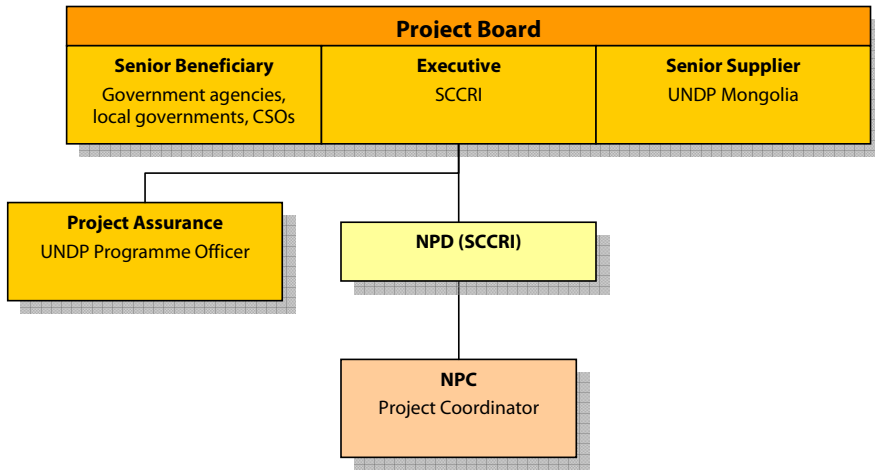 Project Board
Senior Beneficiary
Government agencies,
local governments, CSOs
Executive
SCCRI
Senior Supplier
UNDP Mongolia
Project Assurance
UNDP Programme Officer
NPD (SCCRI)
NPC
Project Coordinator